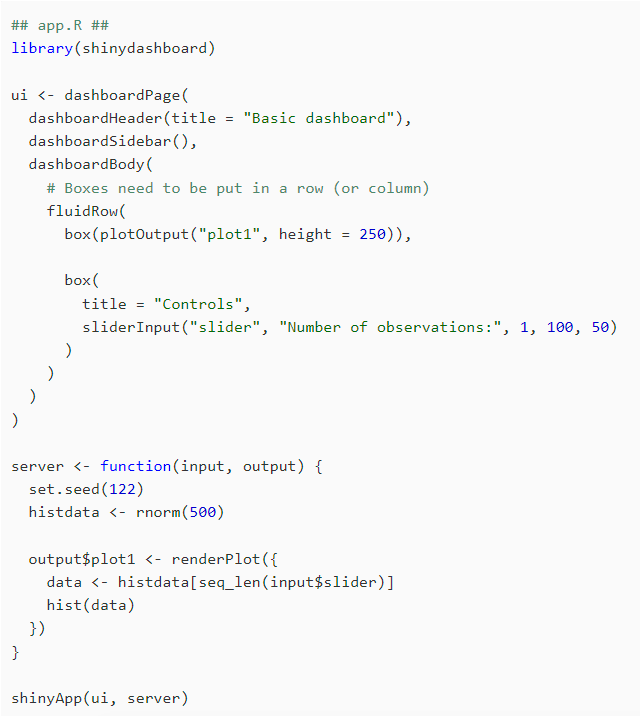 ## app.R ##
library(shinydashboard)

ui <- dashboardPage(
  dashboardHeader(title = "Basic dashboard"),
  dashboardSidebar(),
  dashboardBody(
    # Boxes need to be put in a row (or column)
    fluidRow(
      box(plotOutput("plot1", height = 250)),

      box(
        title = "Controls",
        sliderInput("slider", "Number of observations:", 1, 100, 50)
      )
    )
  )
)

server <- function(input, output) {
  set.seed(122)
  histdata <- rnorm(500)

  output$plot1 <- renderPlot({
    data <- histdata[seq_len(input$slider)]
    hist(data)
  })
}

shinyApp(ui, server)